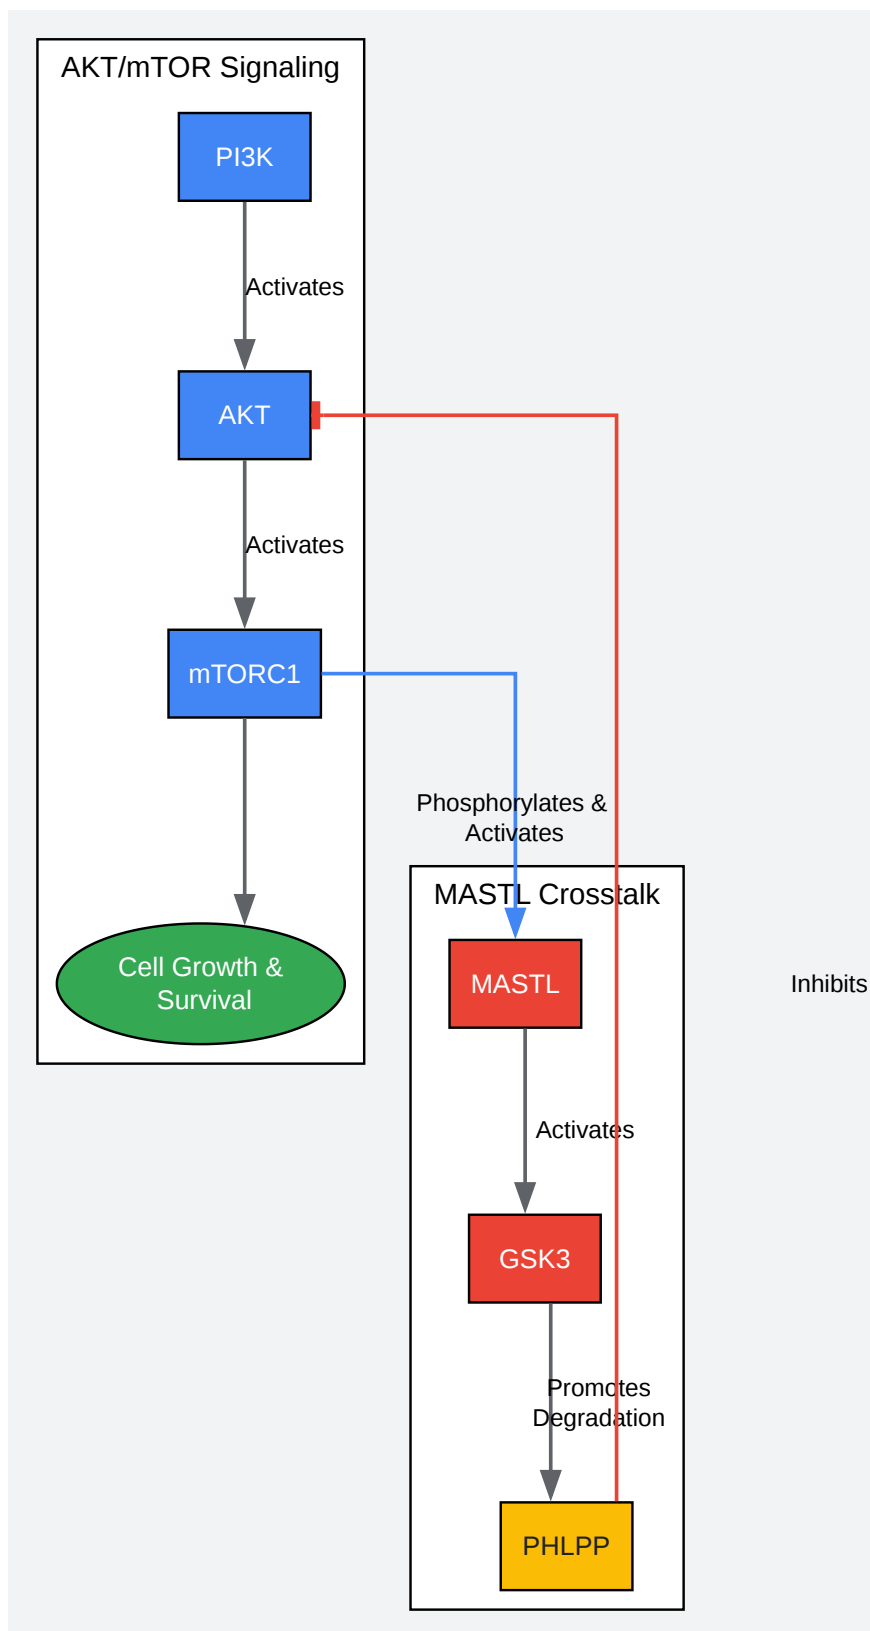 AKT/mTOR Signaling
PI3K
Activates
AKT
Activates
mTORC1
Phosphorylates &
Activates
MASTL Crosstalk
Cell Growth &
Survival
MASTL
Inhibits
Activates
GSK3
Promotes
Degradation
PHLPP